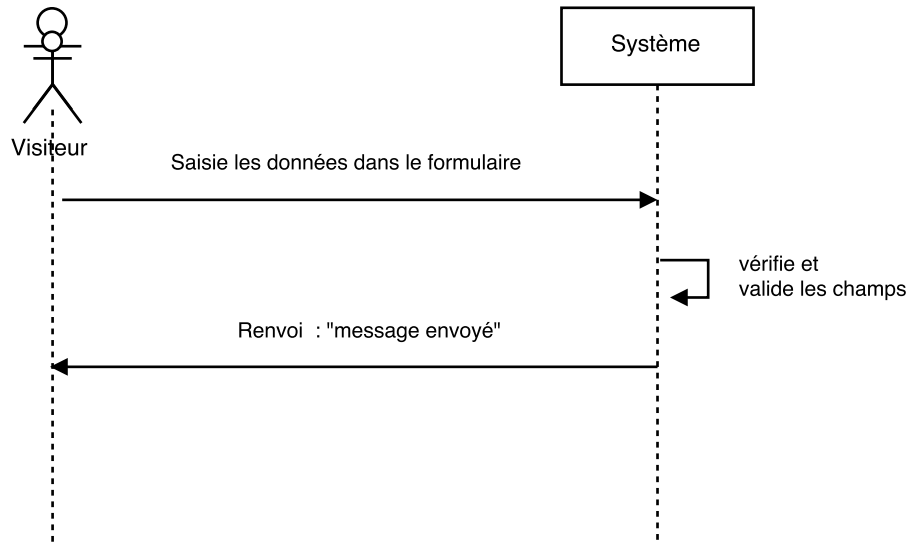 Système
Visiteur
Saisie les données dans le formulaire
vérifie et
valide les champs
Renvoi : "message envoyé"